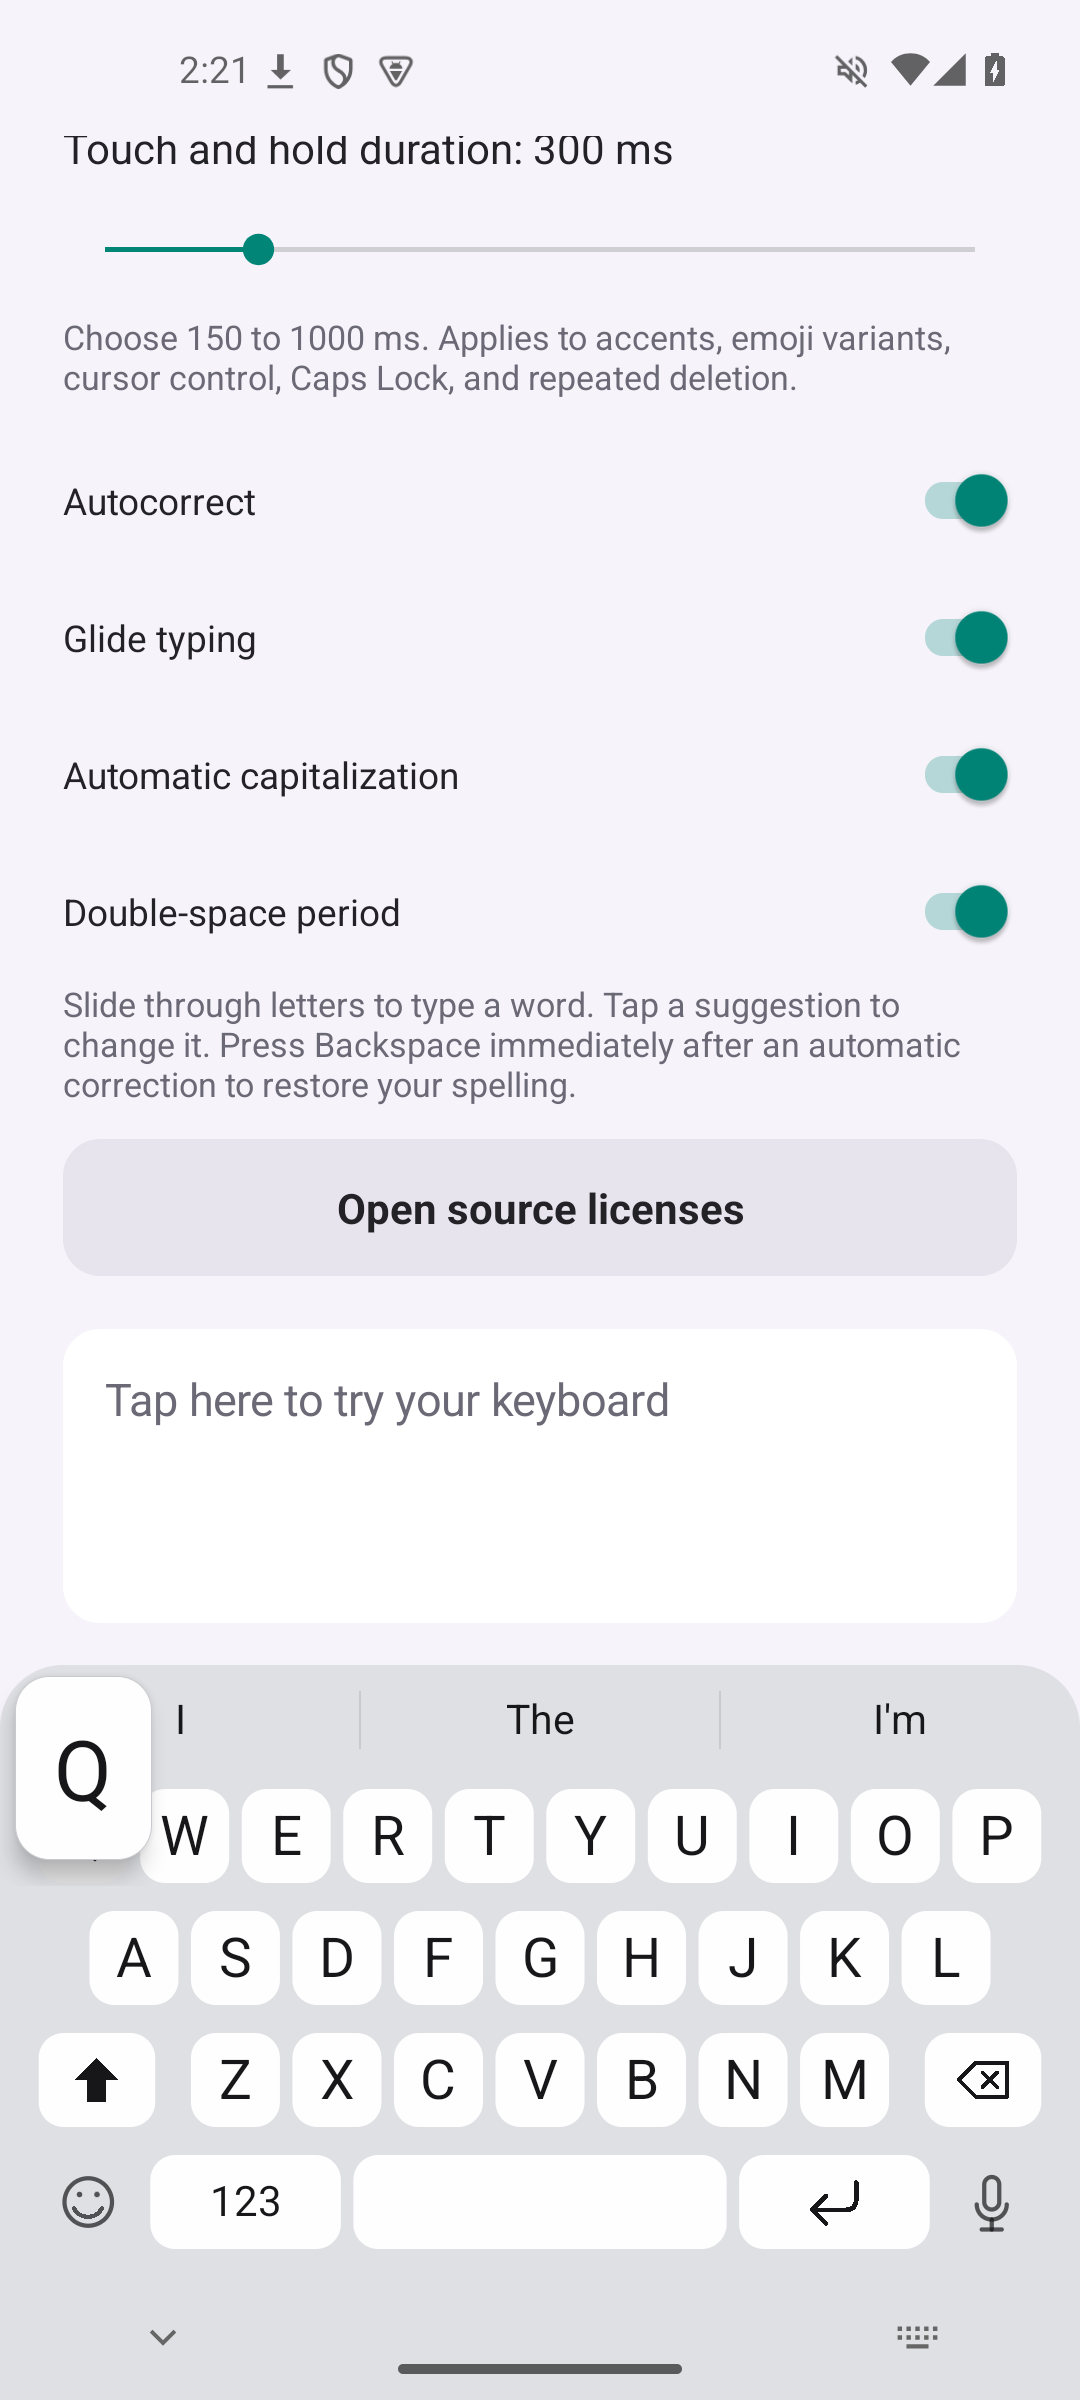 2:21
Touch and hold duration: 300 ms
Choose 150 to 1000 ms. Applies to accents, emoji variants,
cursor control, Caps Lock, and repeated deletion.
Autocorrect
Glide typing
Automatic capitalization
Double-space period
Slide through letters to type a word. Tap a suggestion to
change it. Press Backspace immediately after an automatic
correction to restore your spelling.
Open source licenses
Tap here to try your keyboard
I The I'm
Q W E R T Y U I O P
A S D F G H J K L
Z X C V B N M
123